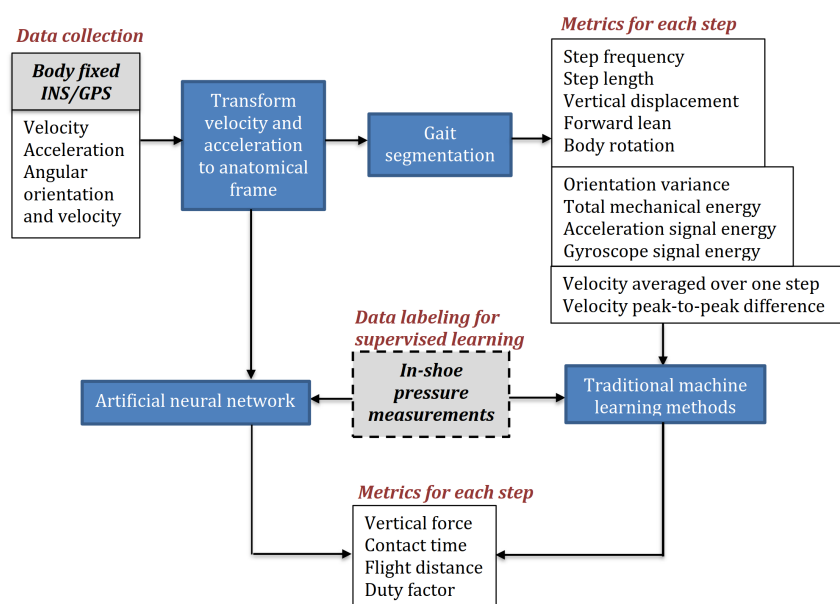 Data collection
Body fixed
INS/GPS
Velocity
Acceleration
Angular
orientation
and velocity
Transform
velocity and
acceleration
to anatomical
frame
Gait
segmentation
Metrics for each step
Step frequency
Step length
Vertical displacement
Forward lean
Body rotation
Orientation variance
Total mechanical energy
Acceleration signal energy
Gyroscope signal energy
Velocity averaged over one step
Velocity peak-to-peak difference
Data labeling for
supervised learning
In-shoe
pressure
measurements
Artificial neural network
Traditional machine
learning methods
Metrics for each step
Vertical force
Contact time
Flight distance
Duty factor